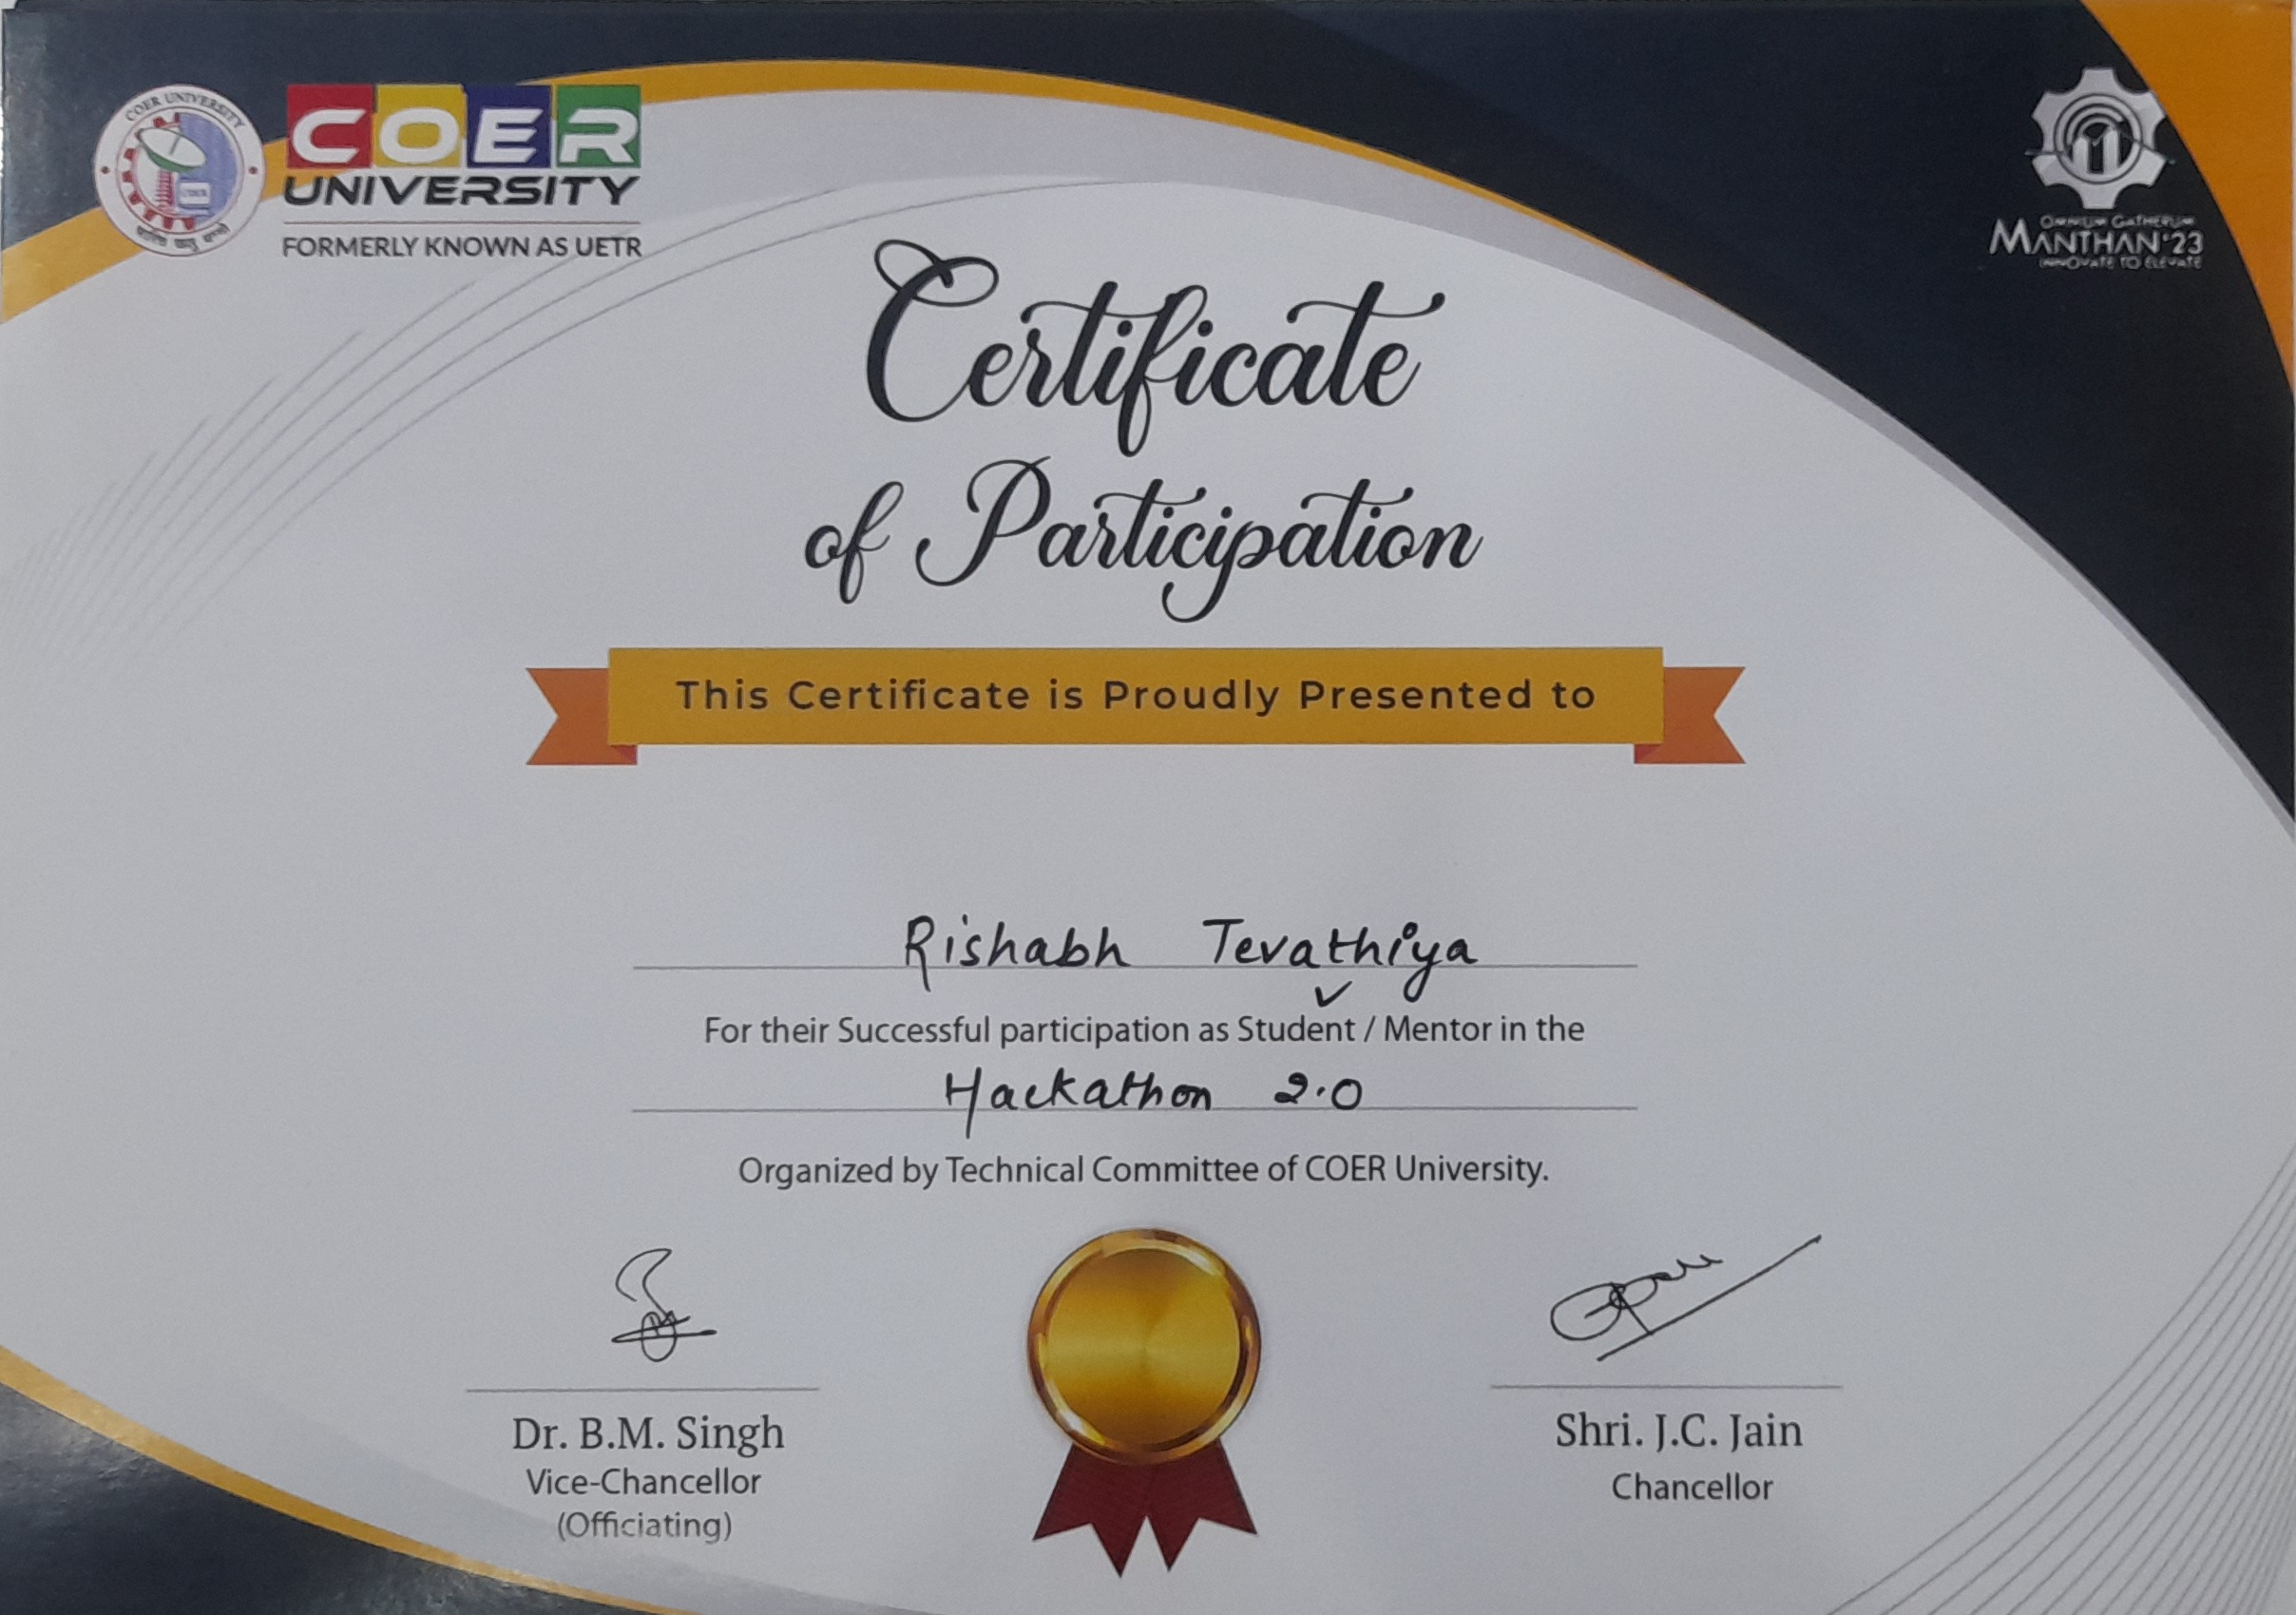 COER UNIVERSITY
COER
UNIVERSITY
FORMERLY KNOWN AS UETR
OMNIUM GATHERUM
MANTHAN'23
INNOVATE TO ELEVATE
Certificate
of Participation
This Certificate is Proudly Presented to
Rishabh Tevathiya
For their Successful participation as Student / Mentor in the
Hackathon 2.0
Organized by Technical Committee of COER University.
Dr. B.M. Singh
Vice-Chancellor
(Officiating)
Shri. J.C. Jain
Chancellor